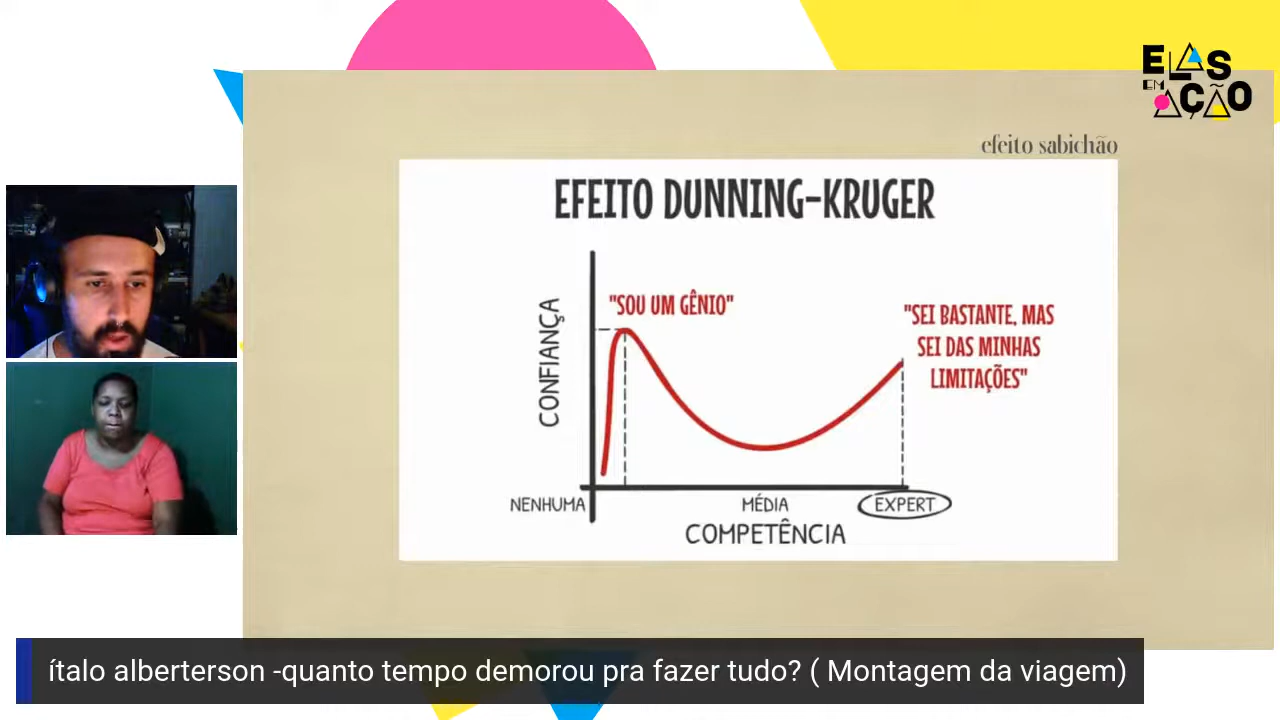 ELAS
EM
AÇÃO
efeito sabichão
EFEITO DUNNING-KRUGER
"SOU UM GÊNIO"
"SEI BASTANTE, MAS
SEI DAS MINHAS
LIMITAÇÕES"
CONFIANÇA
NENHUMA
MÉDIA
EXPERT
COMPETÊNCIA
ítalo alberterson -quanto tempo demorou pra fazer tudo? ( Montagem da viagem)